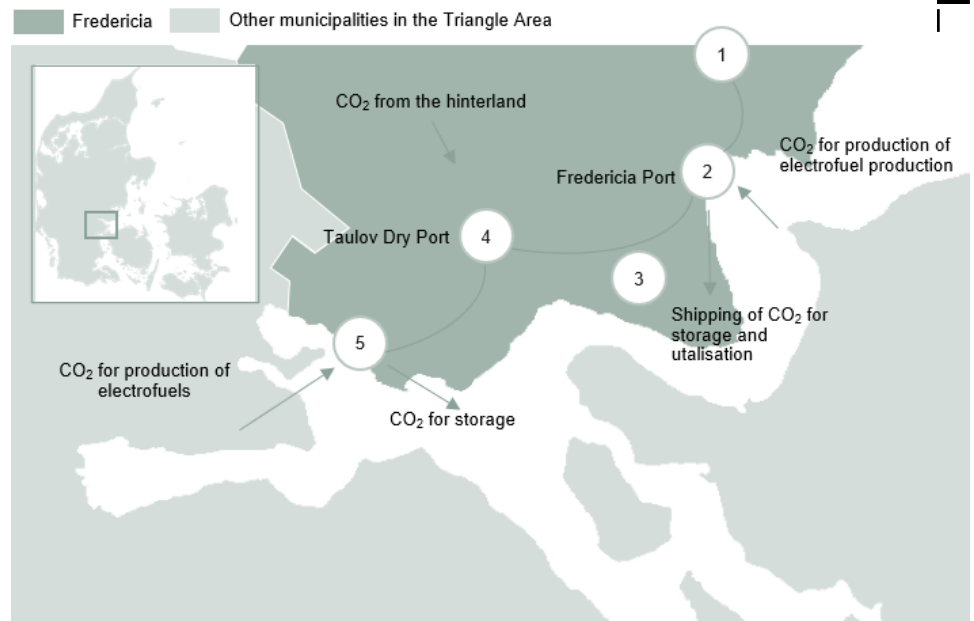 Fredericia
Other municipalities in the Triangle Area
1
CO₂ from the hinterland
CO₂ for production of
electrofuel production
2
Fredericia Port
Taulov Dry Port
4
3
Shipping of CO₂ for
storage and
utalisation
5
CO₂ for production of
electrofuels
CO₂ for storage